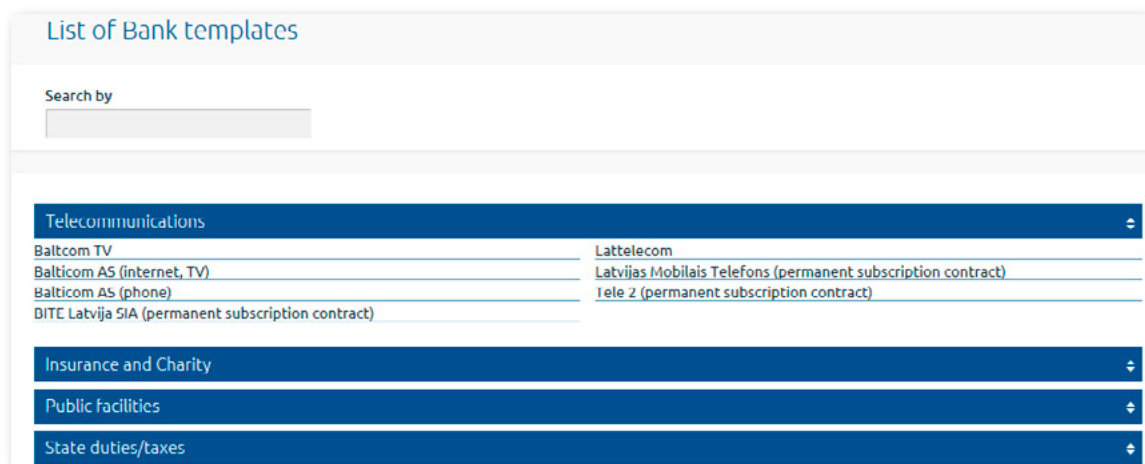 List of Bank templates
Search by
Telecommunications
Baltcom TV
Balticom AS (internet, TV)
Balticom AS (phone)
BITE Latvija SIA (permanent subscription contract)
Lattelecom
Latvijas Mobilais Telefons (permanent subscription contract)
Tele 2 (permanent subscription contract)
Insurance and Charity
Public facilities
State duties/taxes